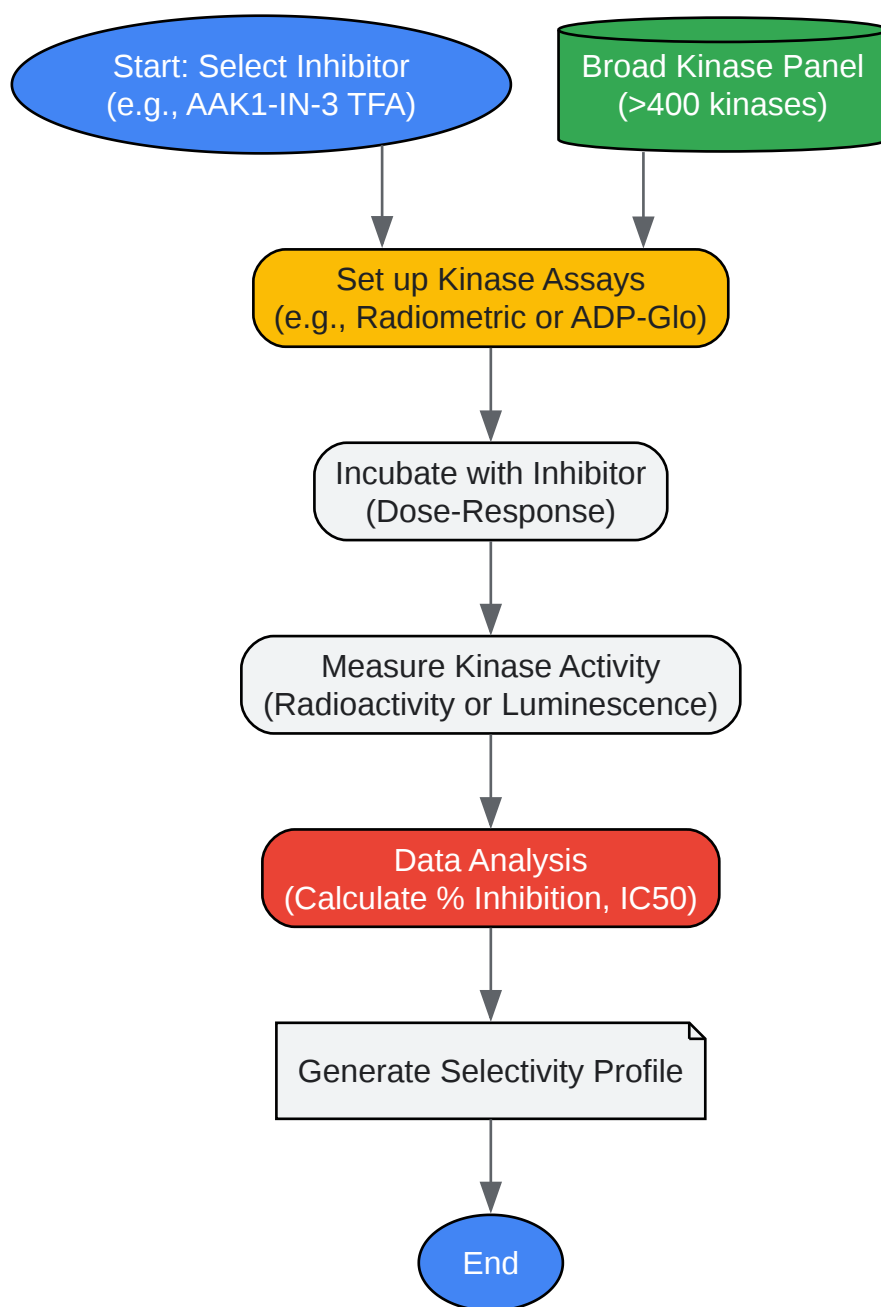 Start: Select Inhibitor
(e.g., AAK1-IN-3 TFA)
Broad Kinase Panel
(>400 kinases)
Set up Kinase Assays
(e.g., Radiometric or ADP-Glo)
Incubate with Inhibitor
(Dose-Response)
Measure Kinase Activity
(Radioactivity or Luminescence)
Data Analysis
(Calculate % Inhibition, IC50)
Generate Selectivity Profile
End